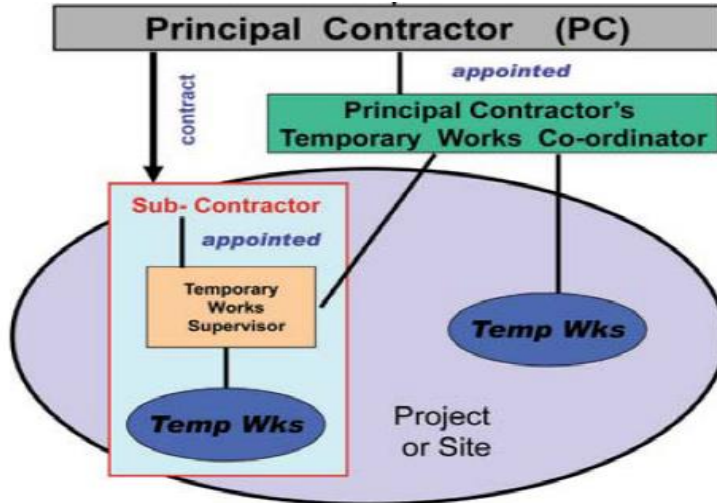 Principal Contractor (PC)
appointed
contract
Principal Contractor's
Temporary Works Co-ordinator
Sub- Contractor
appointed
Temporary
Works
Supervisor
Temp Wks
Temp Wks
Project
or Site